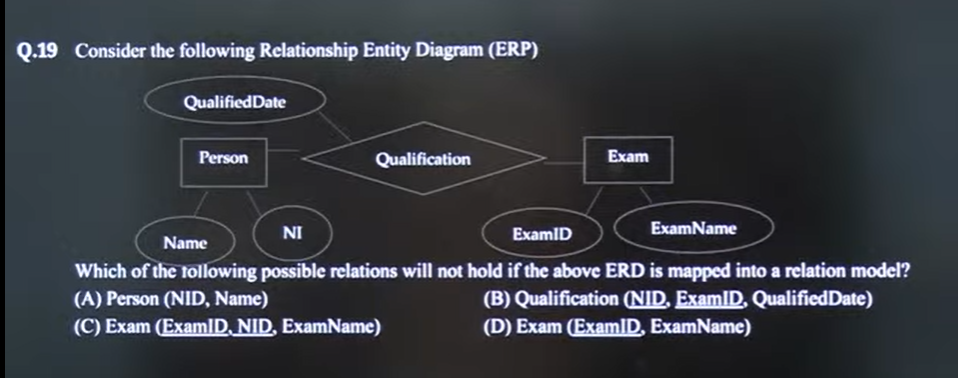 Q.19 Consider the following Relationship Entity Diagram (ERP)
QualifiedDate
Person Qualification Exam
Name NI ExamID ExamName
Which of the following possible relations will not hold if the above ERD is mapped into a relation model?
(A) Person (NID, Name) (B) Qualification (NID, ExamID, QualifiedDate)
(C) Exam (ExamID, NID, ExamName) (D) Exam (ExamID, ExamName)